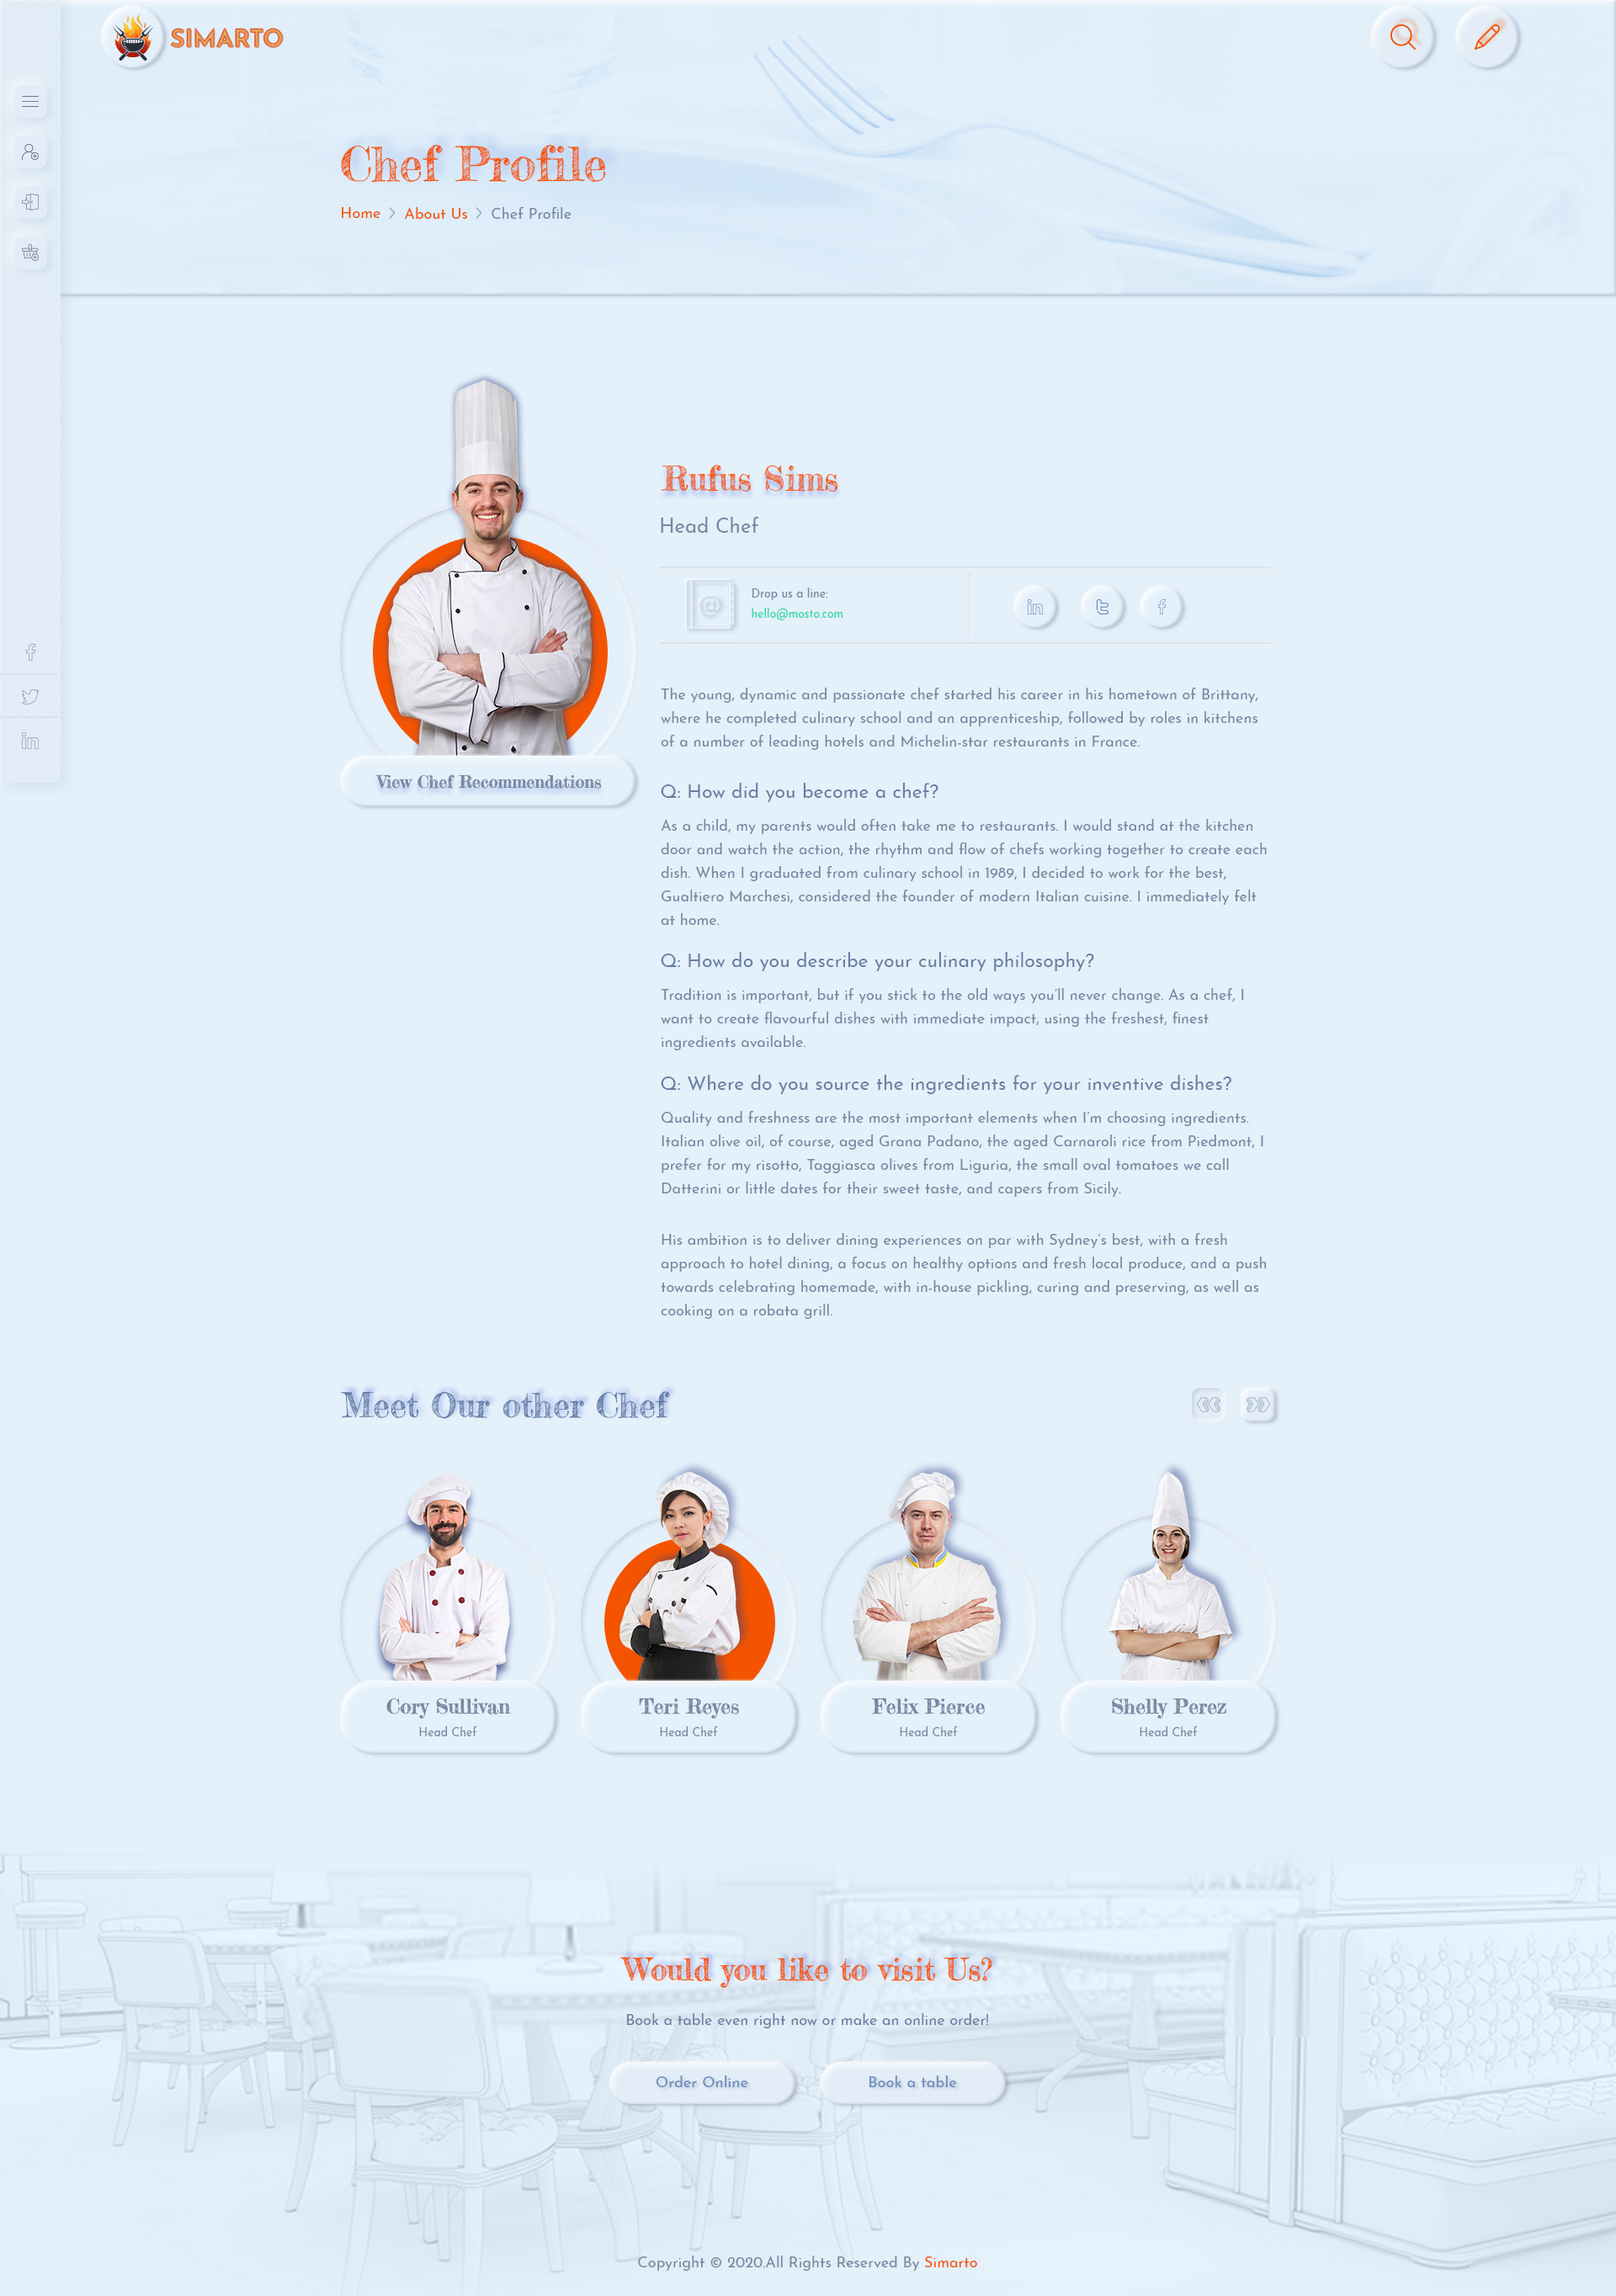 SIMARTO
Chef Profile
Home > About Us > Chef Profile
Rufus Sims
Head Chef
Drop us a line:
hello@mosto.com
The young, dynamic and passionate chef started his career in his hometown of Brittany,
where he completed culinary school and an apprenticeship, followed by roles in kitchens
of a number of leading hotels and Michelin-star restaurants in France.
View Chef Recommendations
Q: How did you become a chef?
As a child, my parents would often take me to restaurants. I would stand at the kitchen
door and watch the action, the rhythm and flow of chefs working together to create each
dish. When I graduated from culinary school in 1989, I decided to work for the best,
Gualtiero Marchesi, considered the founder of modern Italian cuisine. I immediately felt
at home.
Q: How do you describe your culinary philosophy?
Tradition is important, but if you stick to the old ways you'll never change. As a chef, I
want to create flavourful dishes with immediate impact, using the freshest, finest
ingredients available.
Q: Where do you source the ingredients for your inventive dishes?
Quality and freshness are the most important elements when I'm choosing ingredients.
Italian olive oil, of course, aged Grana Padano, the aged Carnaroli rice from Piedmont, I
prefer for my risotto, Taggiasca olives from Liguria, the small oval tomatoes we call
Datterini or little dates for their sweet taste, and capers from Sicily.
His ambition is to deliver dining experiences on par with Sydney's best, with a fresh
approach to hotel dining, a focus on healthy options and fresh local produce, and a push
towards celebrating homemade, with in-house pickling, curing and preserving, as well as
cooking on a robata grill.
Meet Our other Chef
Cory Sullivan
Head Chef
Teri Reyes
Head Chef
Felix Pierce
Head Chef
Shelly Perez
Head Chef
Would you like to visit Us?
Book a table even right now or make an online order!
Order Online
Book a table
Copyright © 2020.All Rights Reserved By Simarto